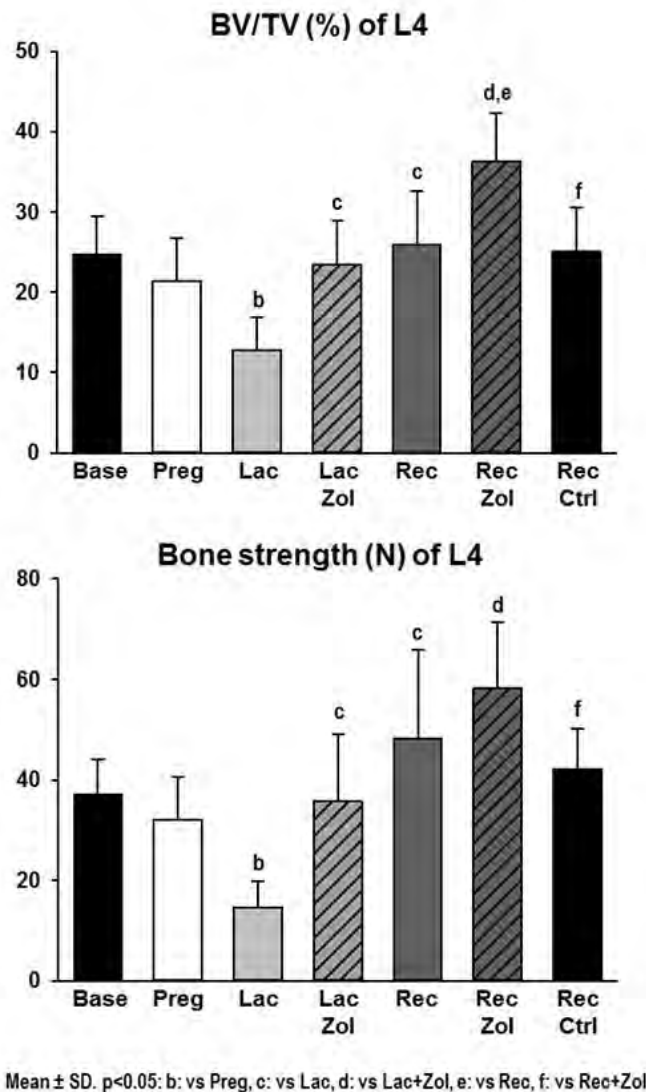 BV/TV (%) of L4
50
40
30
20
10
0
d,e
c
c
f
b
Base Preg Lac Lac Zol Rec Rec Zol Rec Ctrl
Bone strength (N) of L4
80
60
40
20
0
d
c
c
f
b
Base Preg Lac Lac Zol Rec Rec Zol Rec Ctrl
Mean ± SD. p<0.05: b: vs Preg, c: vs Lac, d: vs Lac+Zol, e: vs Rec, f: vs Rec+Zol